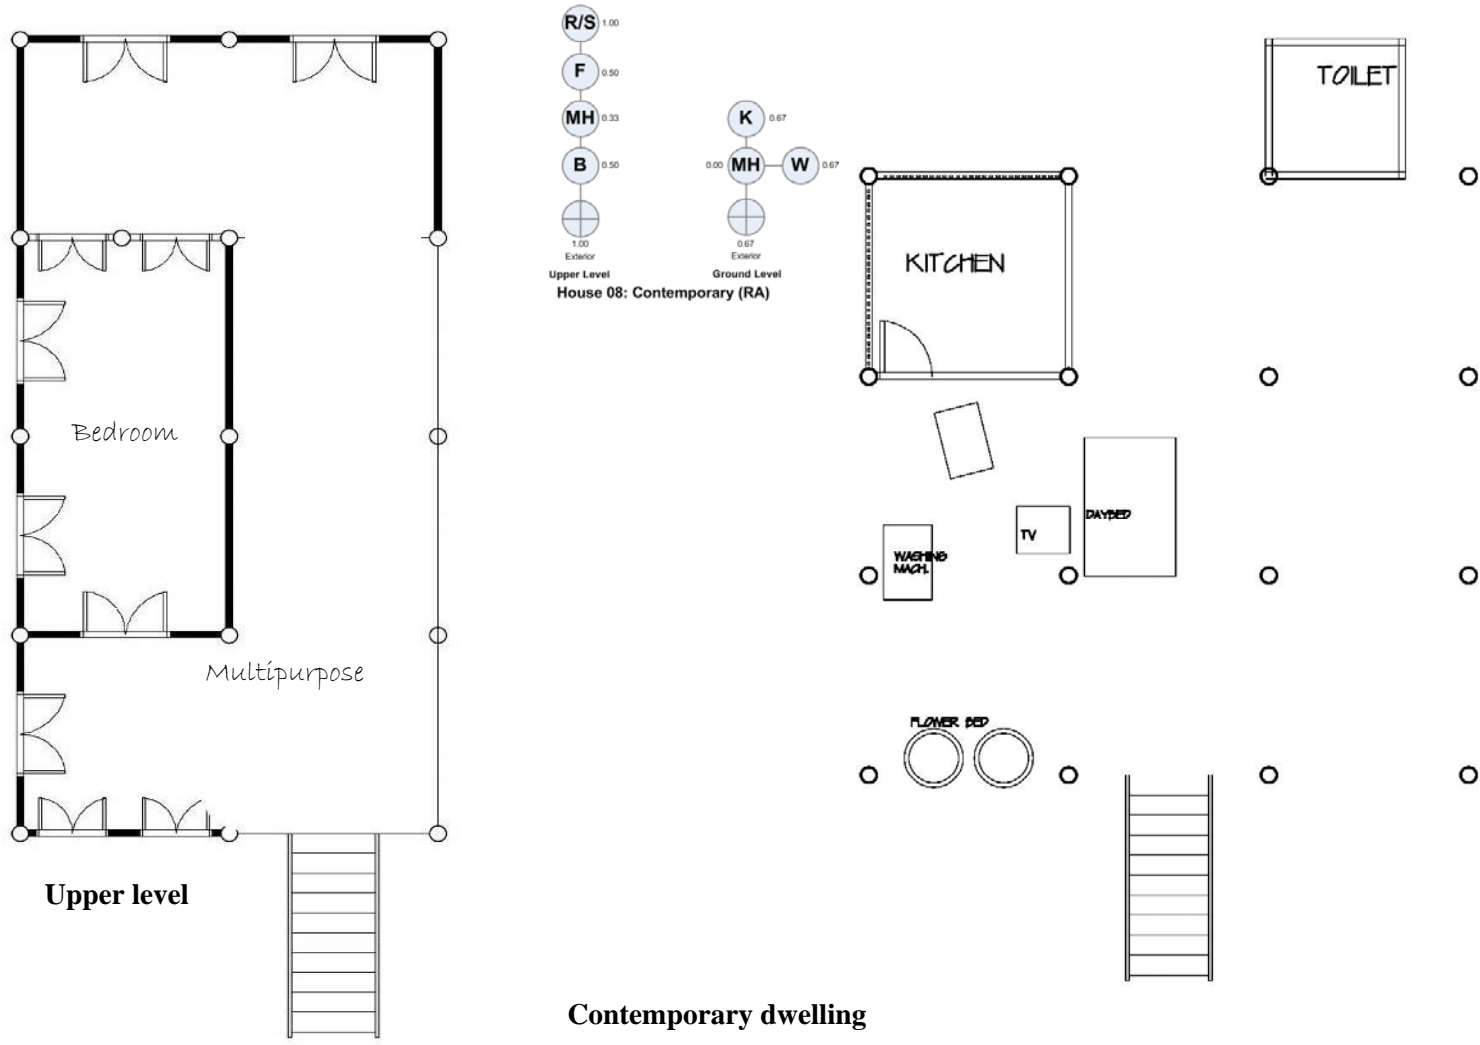 R/S 1.00
F 0.50
MH 0.33
B 0.50
1.00
Exterior
Upper Level
K 0.67
0.00 MH W 0.67
0.67
Exterior
Ground Level
House 08: Contemporary (RA)
TOILET
KITCHEN
Bedroom
DAYBED
TV
WASHING
MACH.
Multipurpose
FLOWER BED
Upper level
Contemporary dwelling